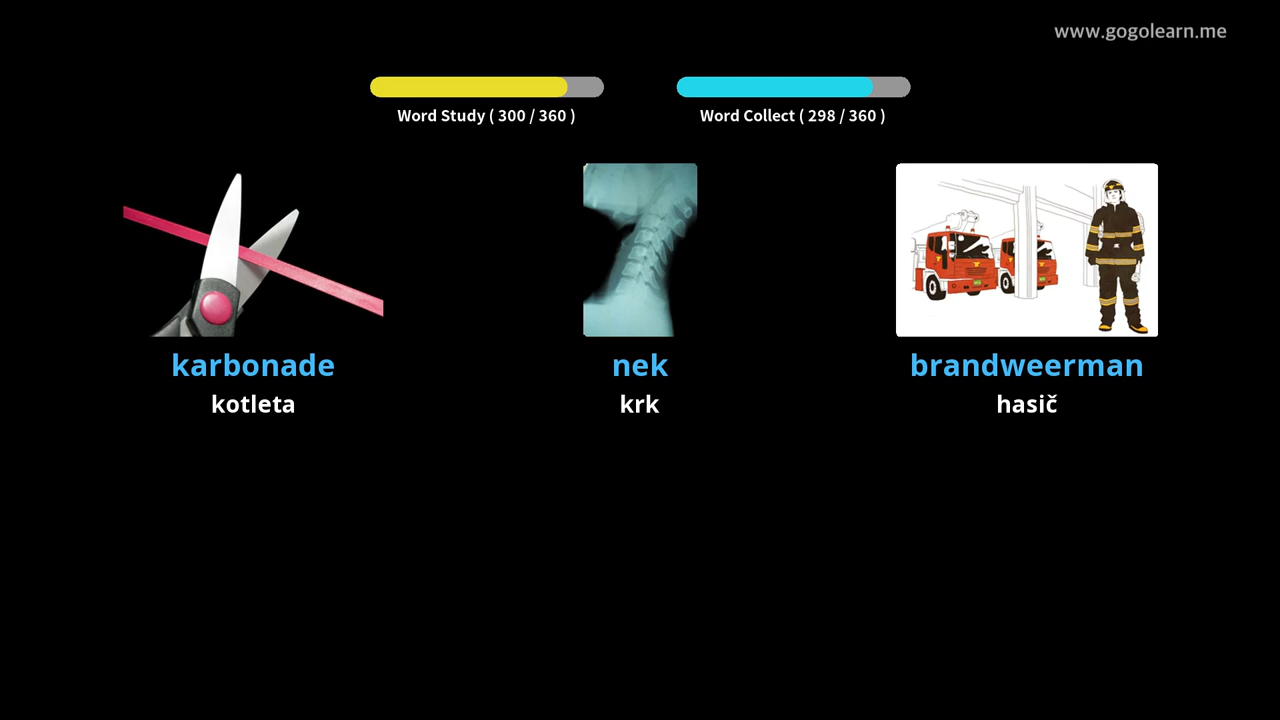 www.gogolearn.me
Word Study ( 300 / 360 )
Word Collect ( 298 / 360 )
karbonade
nek
brandweerman
kotleta
krk
hasič